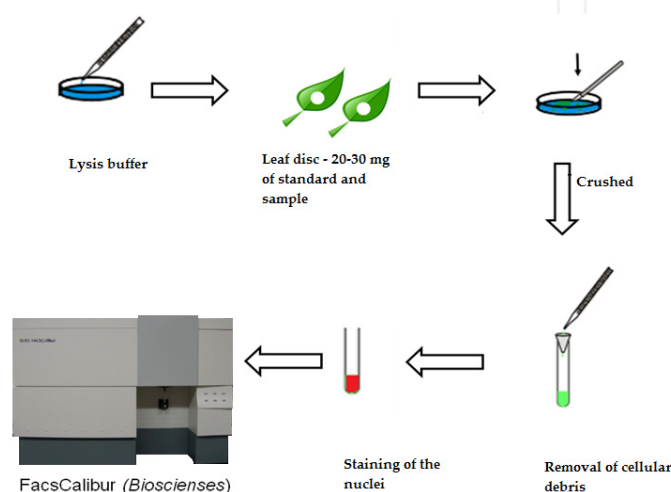 Lysis buffer
Leaf disc - 20-30 mg
of standard and
sample
Crushed
Removal of cellular
debris
Staining of the
nuclei
FacsCalibur (Bioscienses)